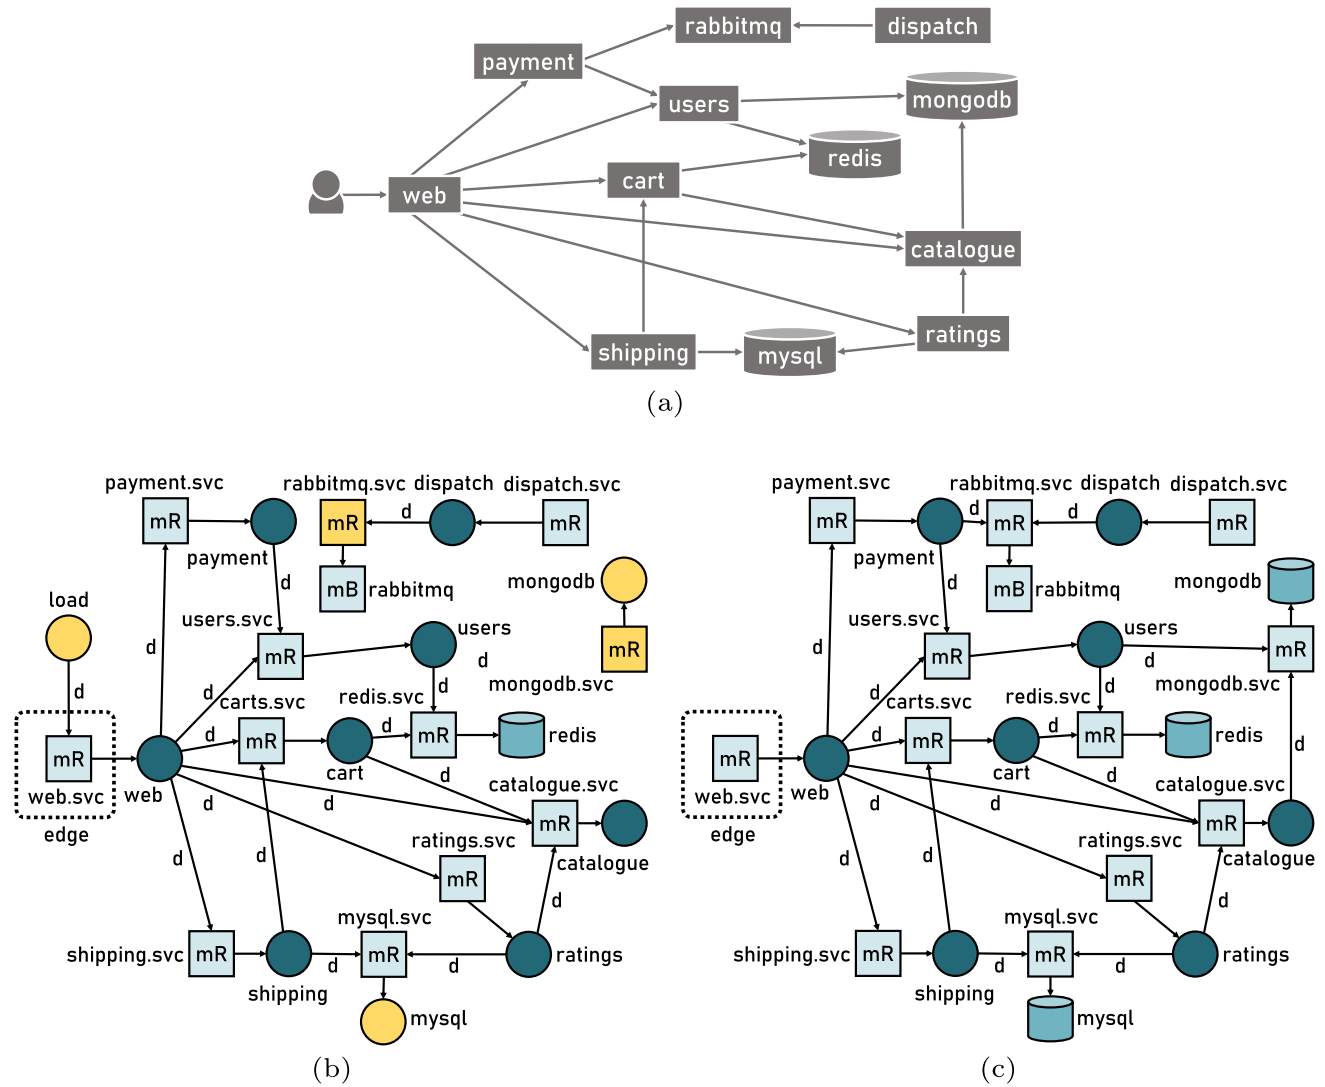 rabbitmq dispatch
payment
users mongodb
redis
cart
web
catalogue
ratings
shipping mysql
(a)
payment.svc rabbitmq.svc dispatch dispatch.svc
mR mR d mR
payment
mB rabbitmq
mongodb
load
d
users.svc users
mR mR
d d d
d carts.svc redis.svc mongodb.svc
d mR d mR redis
mR
web.svc web cart d catalogue.svc
edge d d mR
ratings.svc catalogue
d d mR
mysql.svc d
shipping.svc mR mR ratings
d d
shipping
mysql
(b)
payment.svc rabbitmq.svc dispatch dispatch.svc
mR d mR d mR
payment
mB rabbitmq
mongodb
d
users.svc users
mR mR
d d d
d carts.svc redis.svc mongodb.svc
d mR d mR redis
mR d
web.svc web cart d catalogue.svc
edge d d mR
ratings.svc catalogue
d d mR
mysql.svc d
shipping.svc mR mR ratings
d d
shipping
mysql
(c)